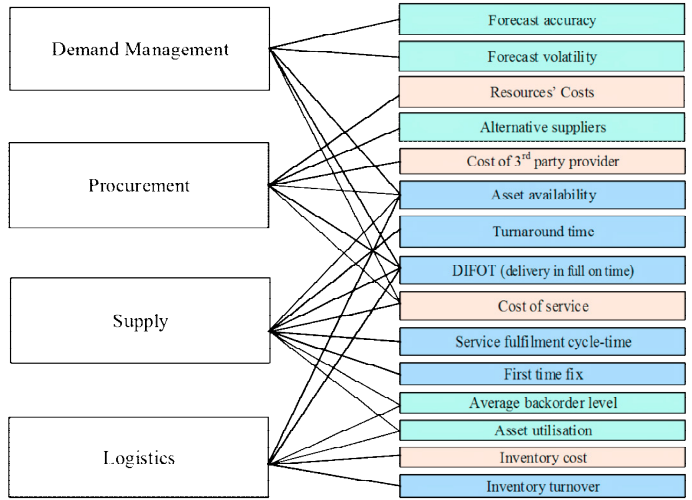 Demand Management
Procurement
Supply
Logistics
Forecast accuracy
Forecast volatility
Resources' Costs
Alternative suppliers
Cost of 3rd party provider
Asset availability
Turnaround time
DIFOT (delivery in full on time)
Cost of service
Service fulfilment cycle-time
First time fix
Average backorder level
Asset utilisation
Inventory cost
Inventory turnover